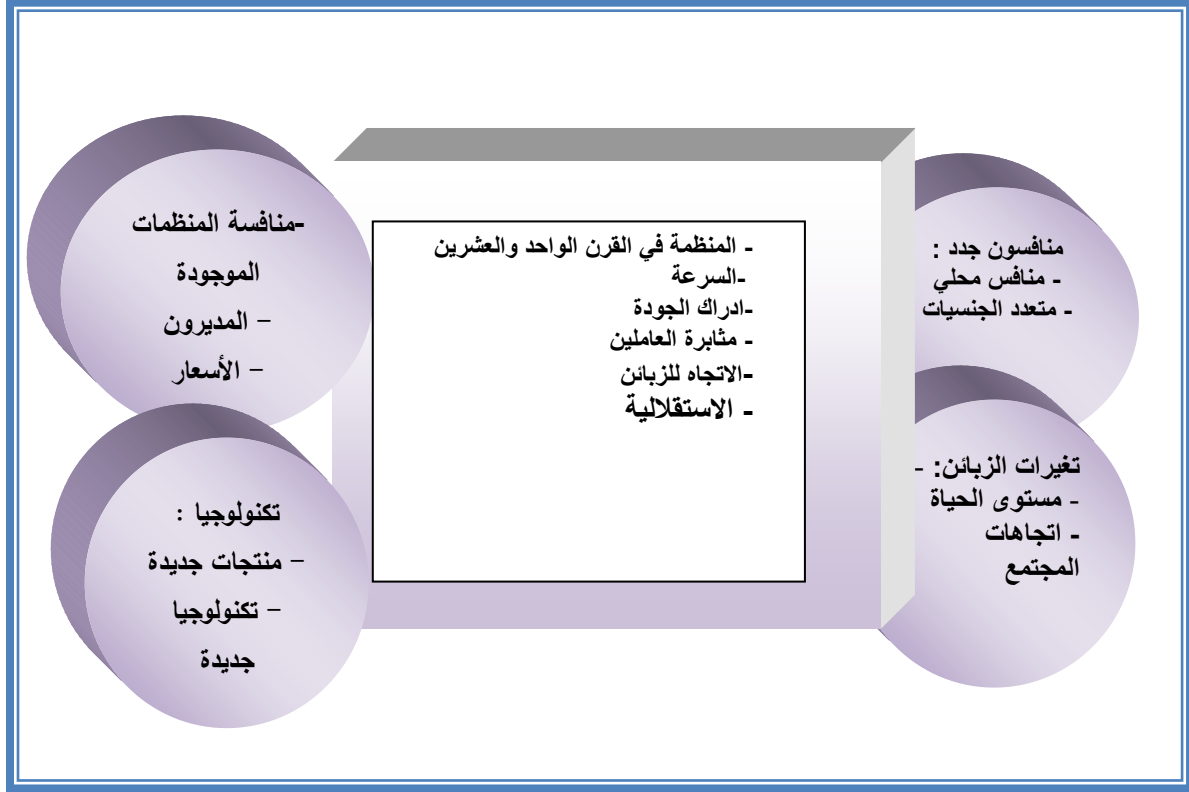 منافسون جدد :
- منافس محلي
- متعدد الجنسيات
تغيرات الزبائن: -
- مستوى الحياة
- اتجاهات
المجتمع
- المنظمة في القرن الواحد والعشرين
-السرعة
-ادراك الجودة
- مثابرة العاملين
-الاتجاه للزبائن
- الاستقلالية
-منافسة المنظمات
الموجودة
– المديرون
– الأسعار
تكنولوجيا :
– منتجات جديدة
– تكنولوجيا
جديدة